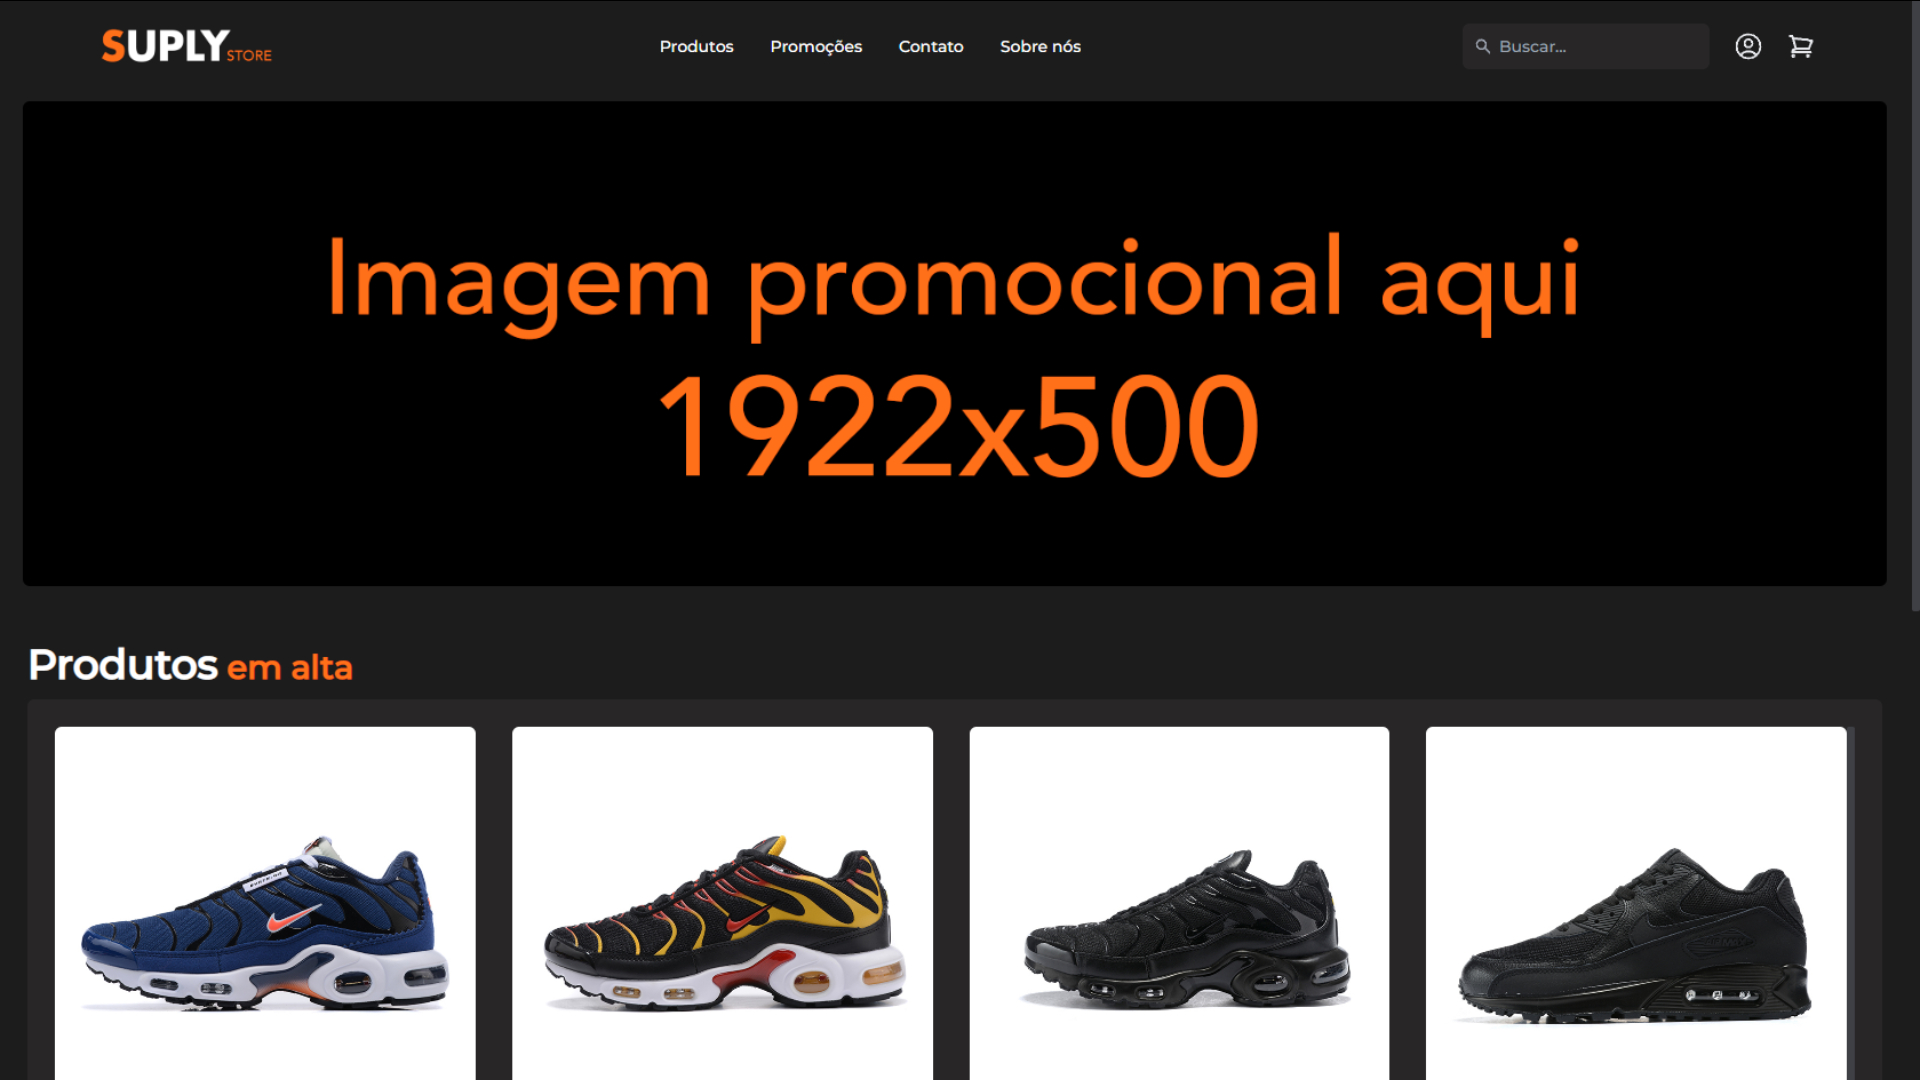 SUPLY STORE
Produtos Promoções Contato Sobre nós
Buscar...
Imagem promocional aqui
1922x500
Produtos em alta